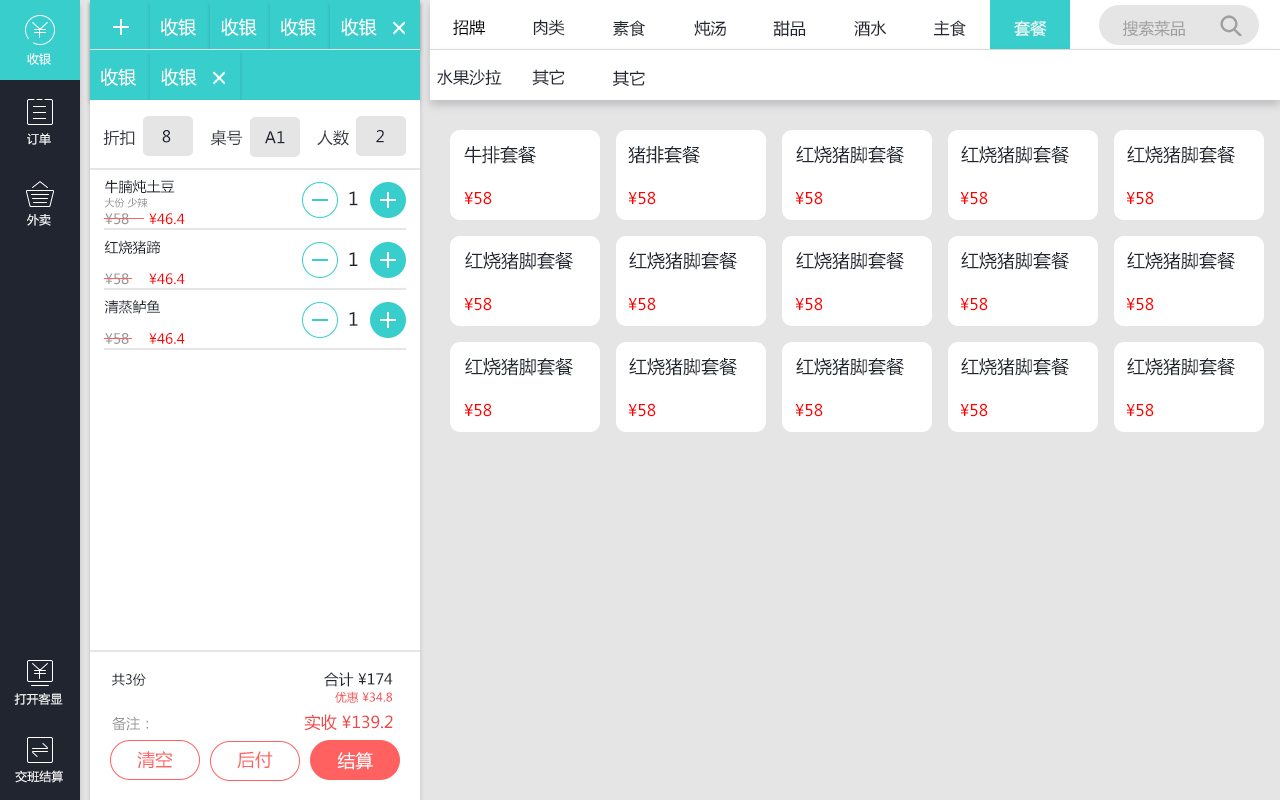 收银
订单
外卖
打开客显
交班结算
收银 收银 收银 收银
收银 收银
折扣 8 桌号 A1 人数 2
牛腩炖土豆
大份 少辣
¥58 ¥46.4
1
红烧猪蹄
¥58 ¥46.4
1
清蒸鲈鱼
¥58 ¥46.4
1
共3份 合计 ¥174
优惠 ¥34.8
备注： 实收 ¥139.2
清空 后付 结算
招牌 肉类 素食 炖汤 甜品 酒水 主食 套餐 搜索菜品
水果沙拉 其它 其它
牛排套餐 猪排套餐 红烧猪脚套餐 红烧猪脚套餐 红烧猪脚套餐
¥58 ¥58 ¥58 ¥58 ¥58
红烧猪脚套餐 红烧猪脚套餐 红烧猪脚套餐 红烧猪脚套餐 红烧猪脚套餐
¥58 ¥58 ¥58 ¥58 ¥58
红烧猪脚套餐 红烧猪脚套餐 红烧猪脚套餐 红烧猪脚套餐 红烧猪脚套餐
¥58 ¥58 ¥58 ¥58 ¥58